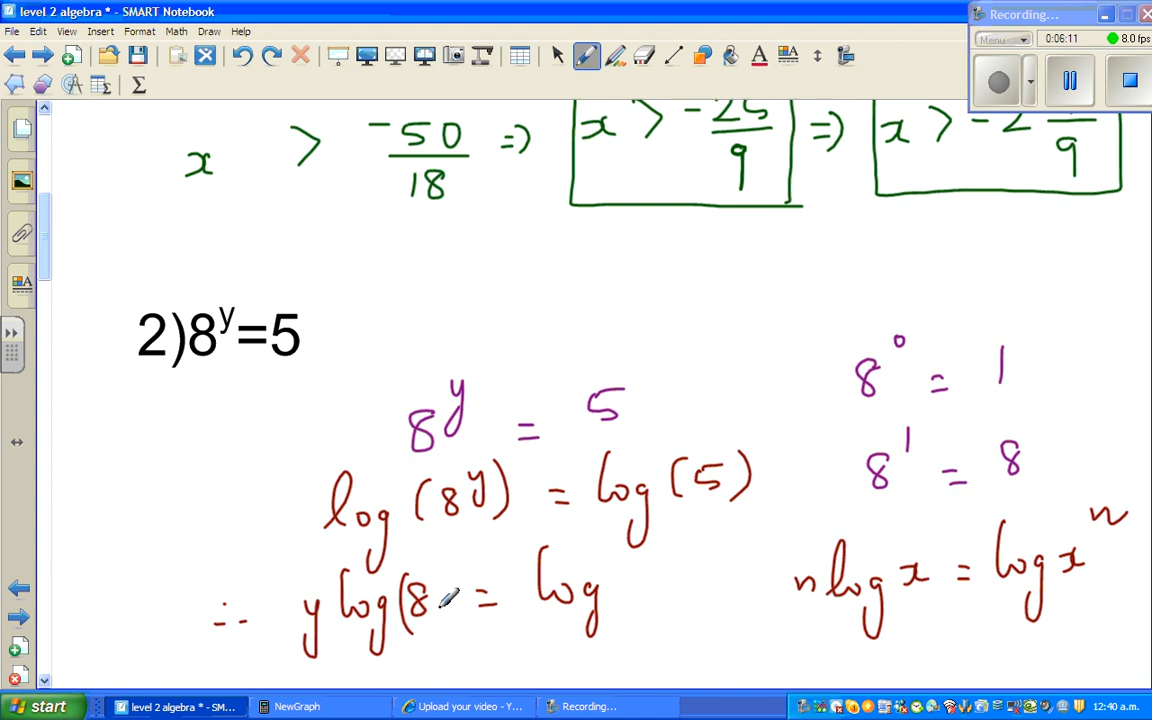 level 2 algebra * - SMART Notebook
Recording...
File Edit View Insert Format Math Draw Help
Menu 0:06:11 8.0 fps
x > -50/18 => x > -25/9 => x > -2 /9
2)8^y=5
8^0 = 1
8^y = 5
8^1 = 8
log (8^y) = log (5)
n log x = log x^n
∴ y log (8 = log
start
level 2 algebra * - SM...
NewGraph
Upload your video - Y...
Recording...
12:40 a.m.